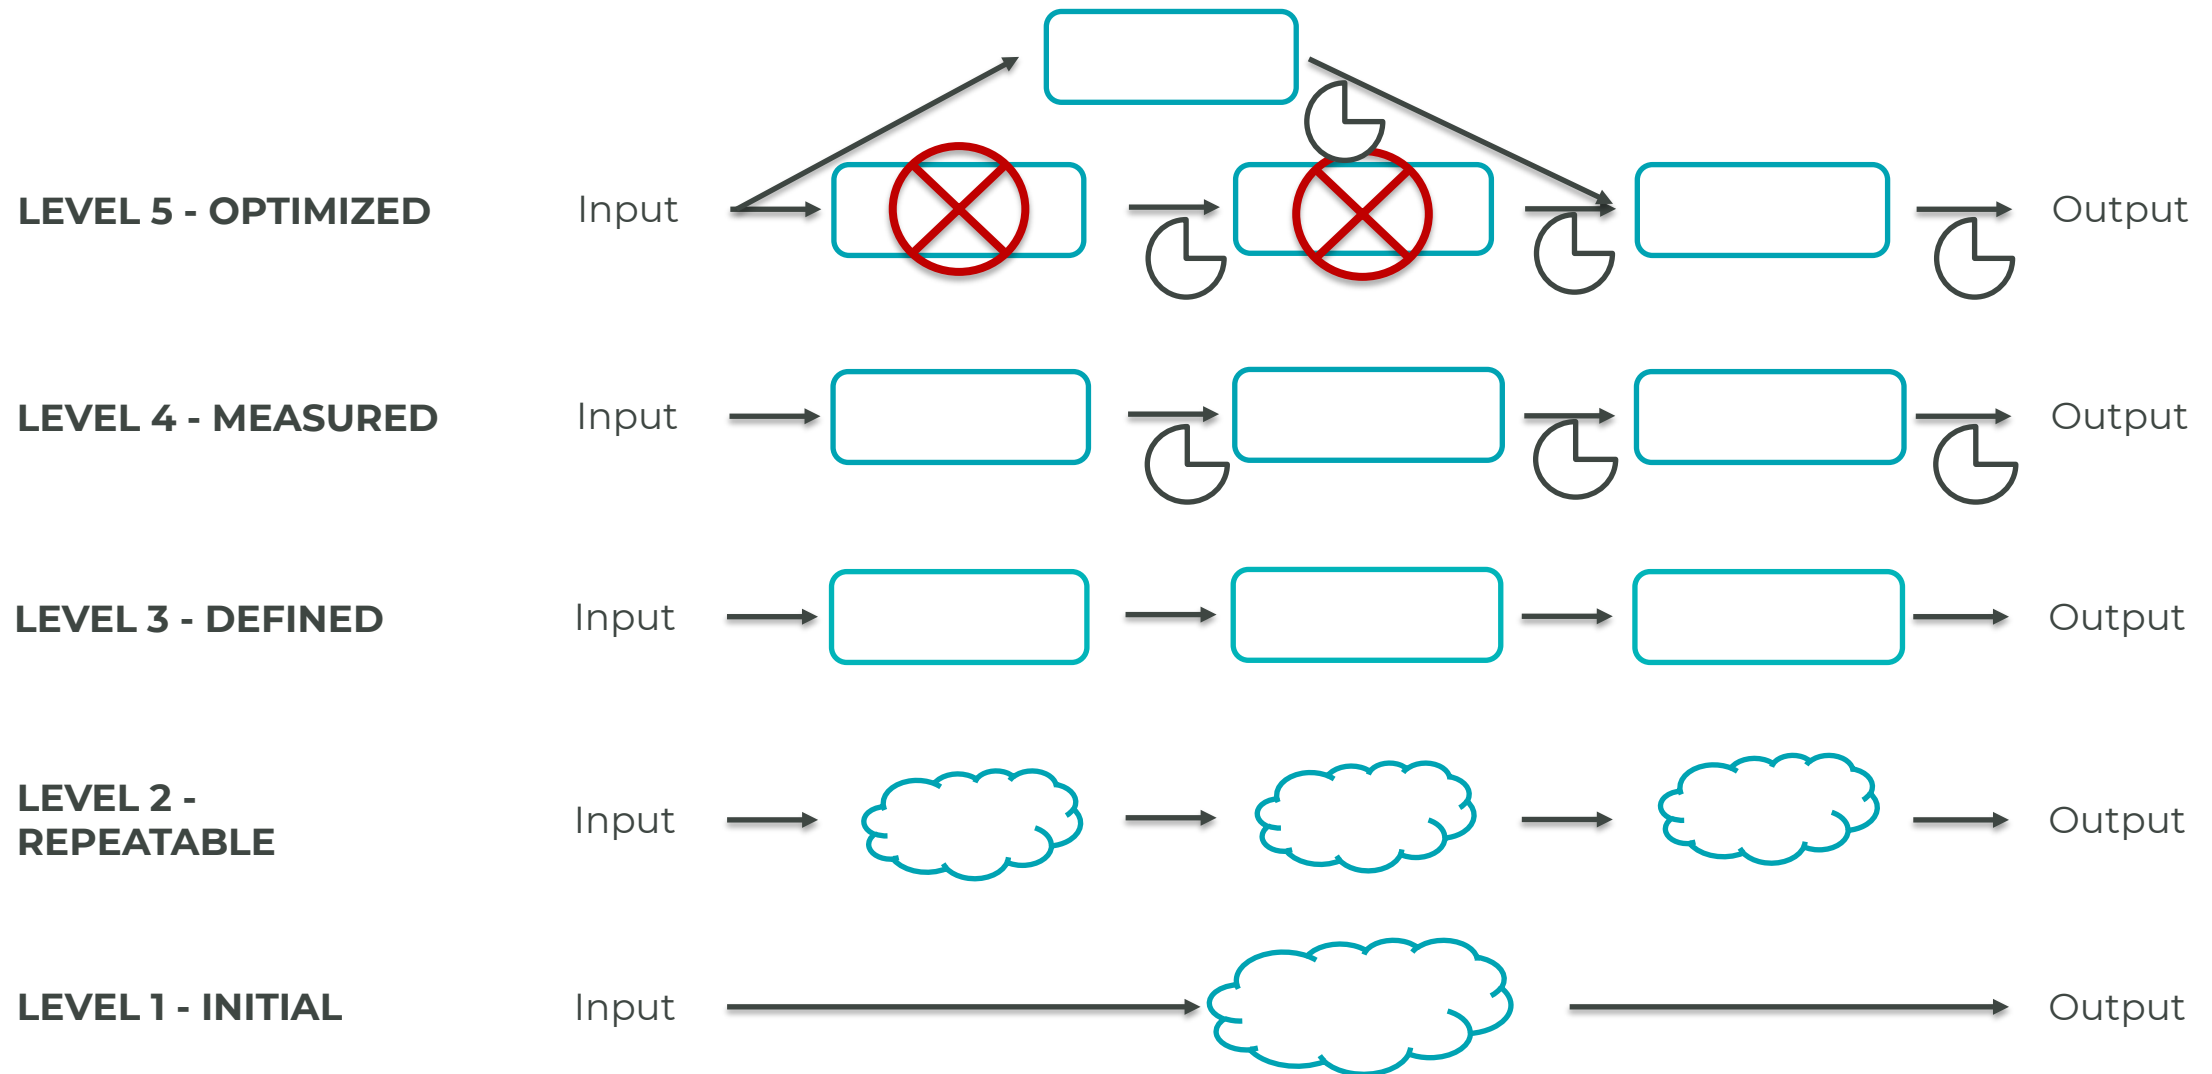 LEVEL 5 - OPTIMIZED Input Output
LEVEL 4 - MEASURED Input Output
LEVEL 3 - DEFINED Input Output
LEVEL 2 -
REPEATABLE Input Output
LEVEL 1 - INITIAL Input Output